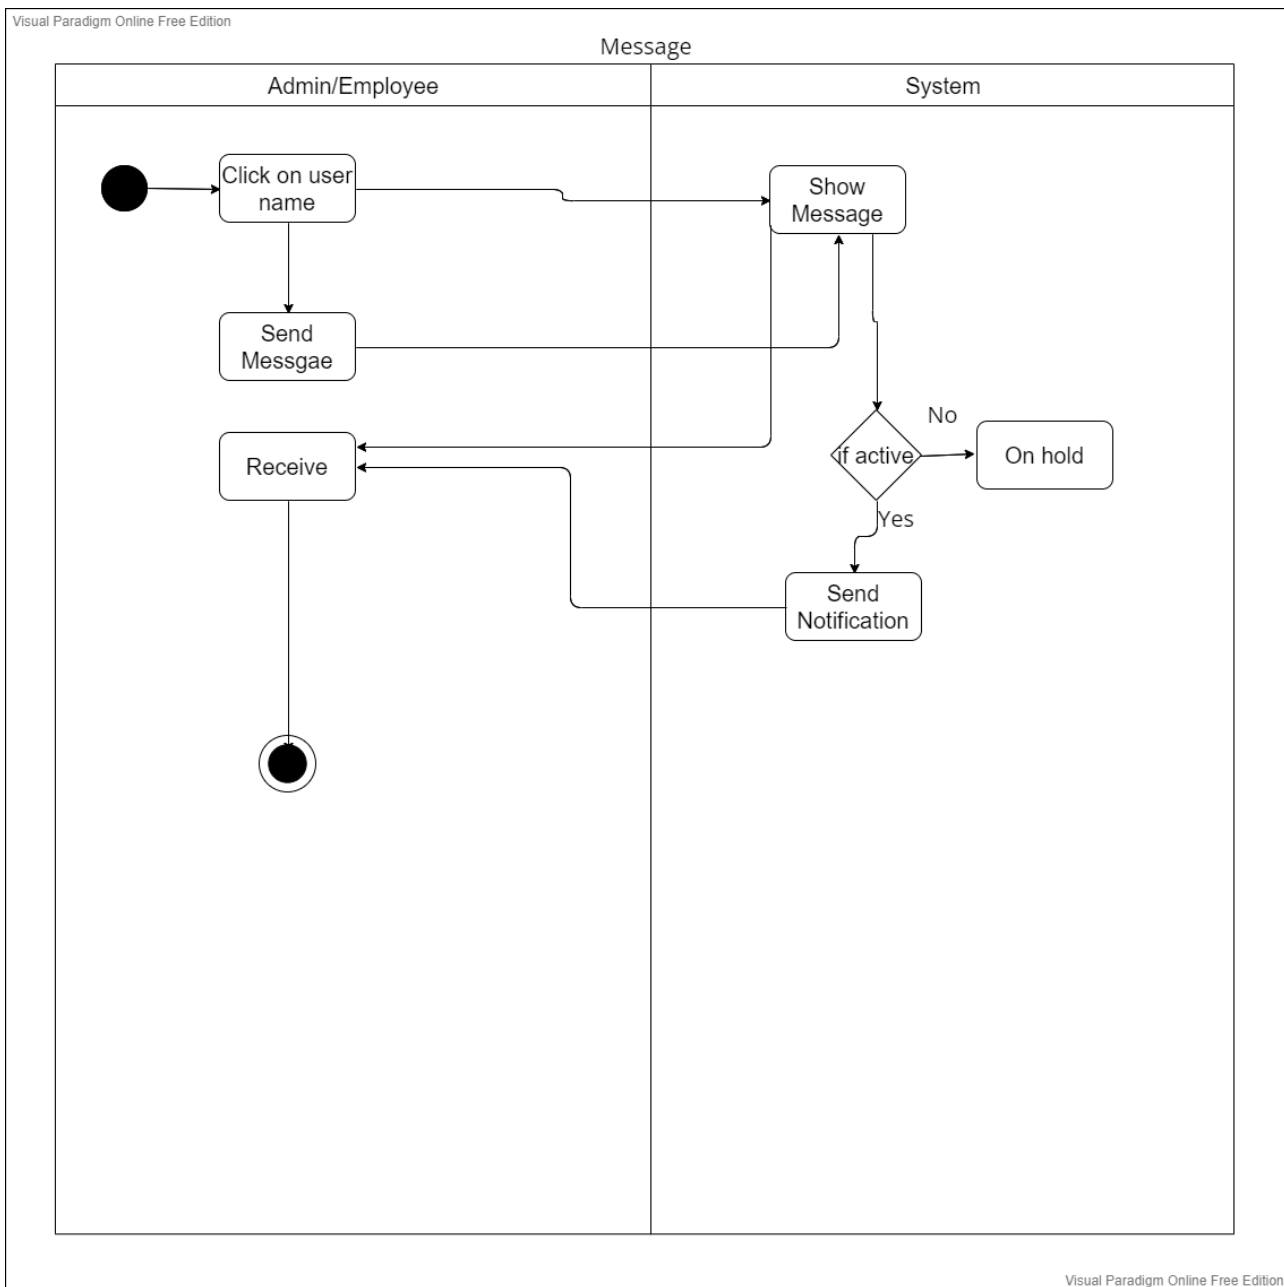 Visual Paradigm Online Free Edition
Message
Admin/Employee
System
Click on user
name
Show
Message
Send
Messgae
No
Receive
if active
On hold
Yes
Send
Notification
Visual Paradigm Online Free Edition